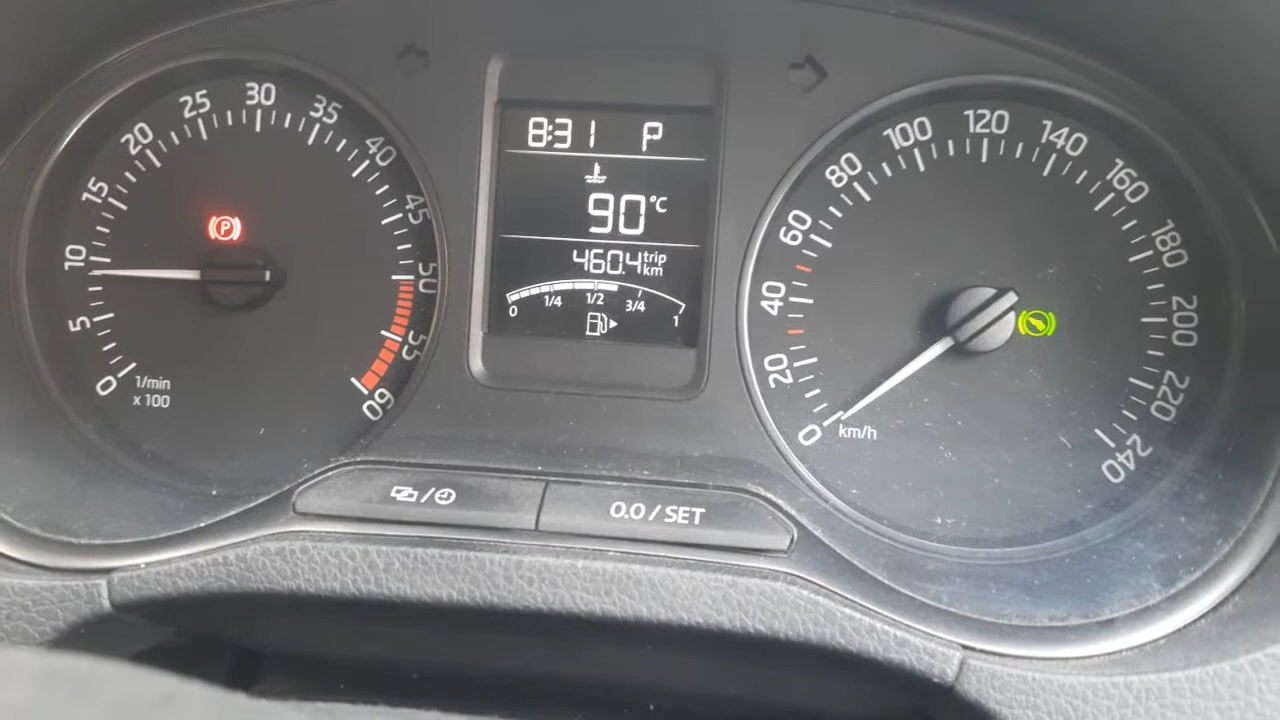 0 5 10 15 20 25 30 35 40 45 50 55 60
1/min
x 100
P
8:31 P
90 °C
460.4 trip km
0 1/4 1/2 3/4 1
/
0.0 / SET
0 20 40 60 80 100 120 140 160 180 200 220 240
km/h